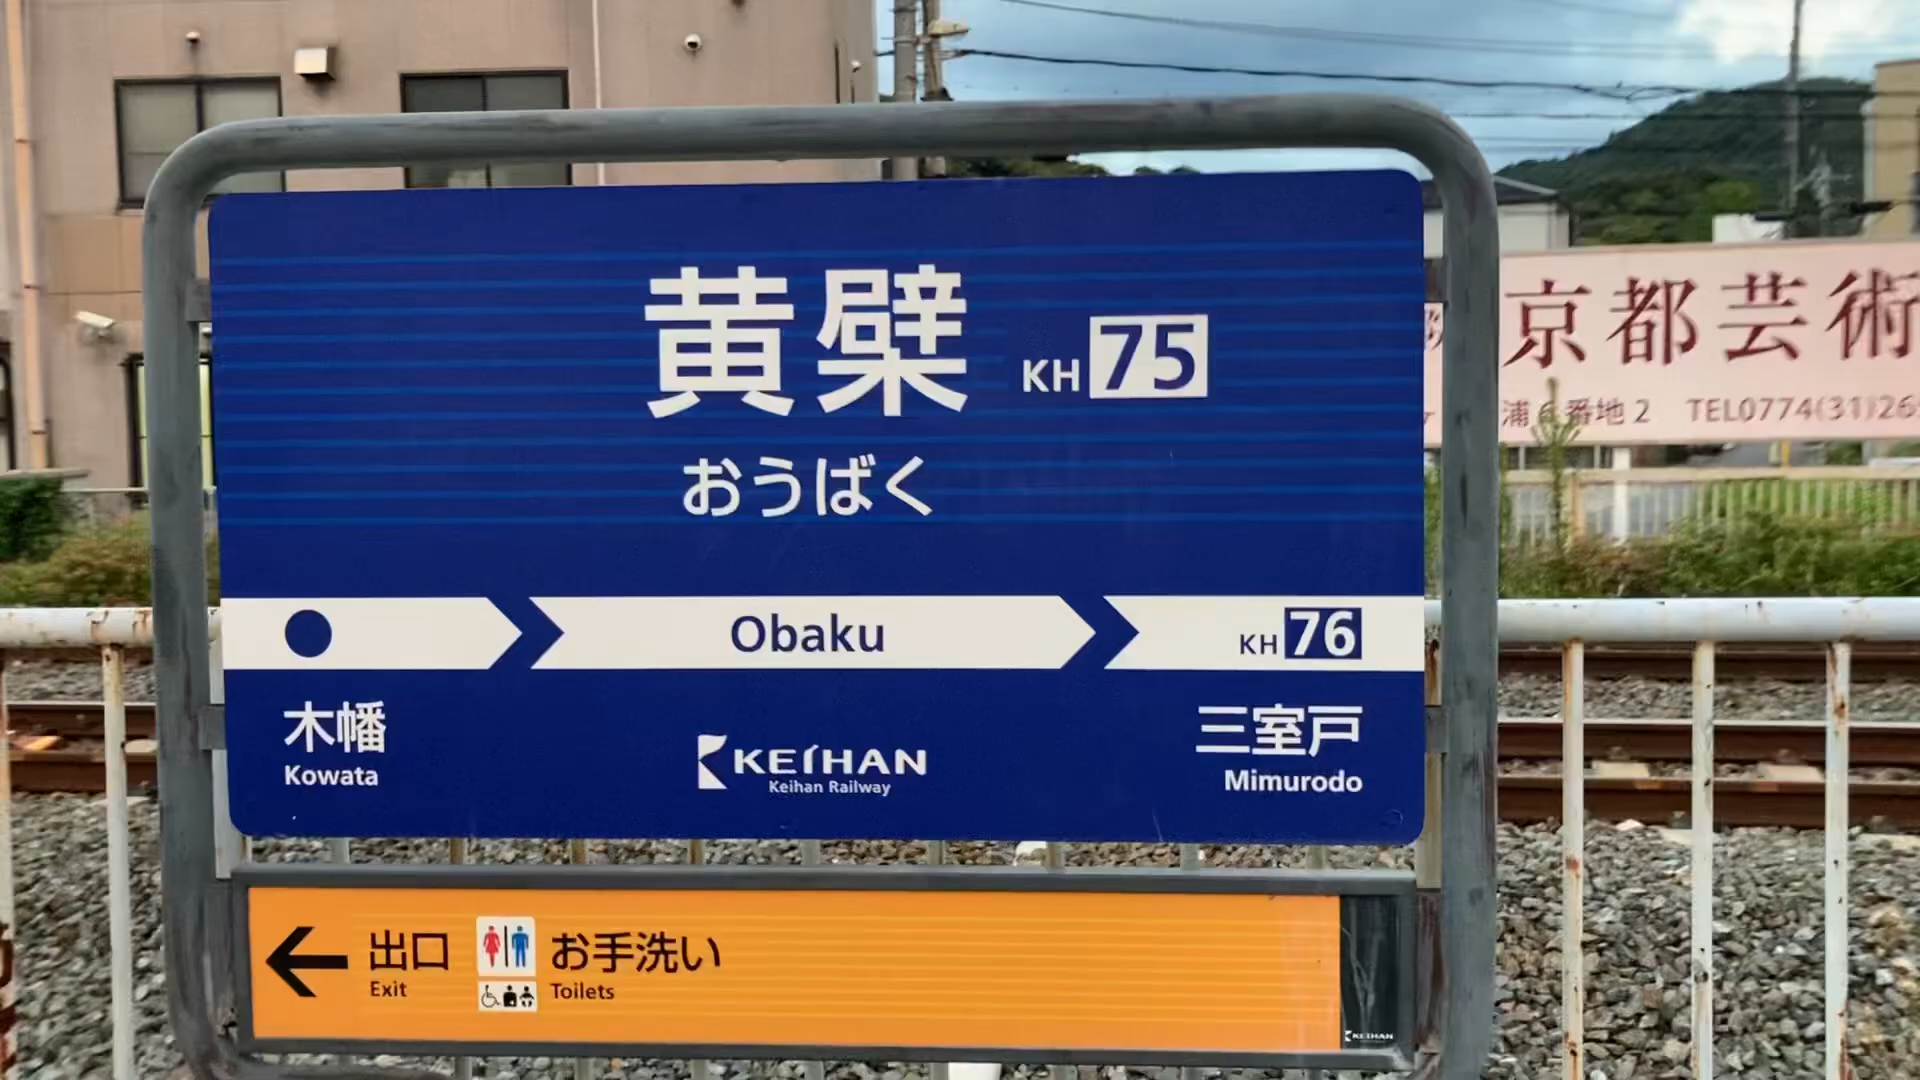 黄檗 KH 75
おうばく
Obaku
KH 76
木幡
Kowata
KEIHAN
Keihan Railway
三室戸
Mimurodo
出口
Exit
お手洗い
Toilets
KEIHAN
京都芸術
浦6番地2 TEL0774(31)26